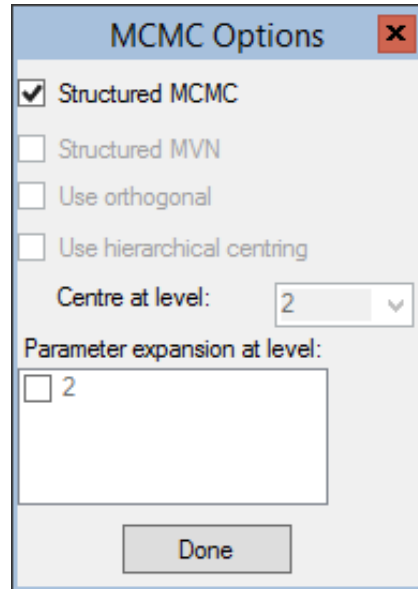 MCMC Options
Structured MCMC
Structured MVN
Use orthogonal
Use hierarchical centring
Centre at level: 2
Parameter expansion at level:
2
Done